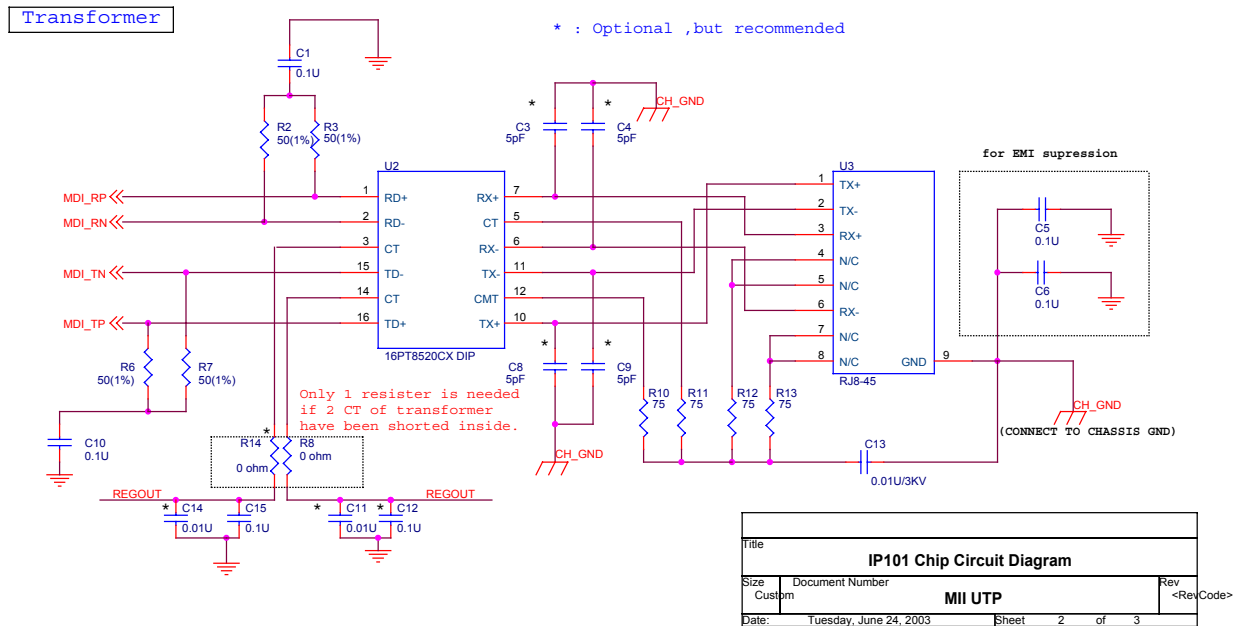 Transformer
* : Optional ,but recommended
C1
0.1U
R2
50(1%)
R3
50(1%)
* *
C3
5pF
C4
5pF
CH_GND
for EMI supression
C5
0.1U
C6
0.1U
MDI_RP
MDI_RN
MDI_TN
MDI_TP
U2
1 RD+ RX+ 7
2 RD- CT 5
3 CT RX- 6
15 TD- TX- 11
14 CT CMT 12
16 TD+ TX+ 10
16PT8520CX DIP
U3
1 TX+
2 TX-
3 RX+
4 N/C
5 N/C
6 RX-
7 N/C
8 N/C
GND 9
RJ8-45
R6
50(1%)
R7
50(1%)
* *
C8
5pF
C9
5pF
R10
75
R11
75
R12
75
R13
75
Only 1 resister is needed
if 2 CT of transformer
have been shorted inside.
C10
0.1U
*
R14
0 ohm
R8
0 ohm
CH_GND
CH_GND
(CONNECT TO CHASSIS GND)
C13
0.01U/3KV
REGOUT REGOUT
* C14
0.01U
C15
0.1U
* C11
0.01U
* C12
0.1U
Title
IP101 Chip Circuit Diagram
Size Document Number Rev
Custom MII UTP <RevCode>
Date: Tuesday, June 24, 2003 Sheet 2 of 3